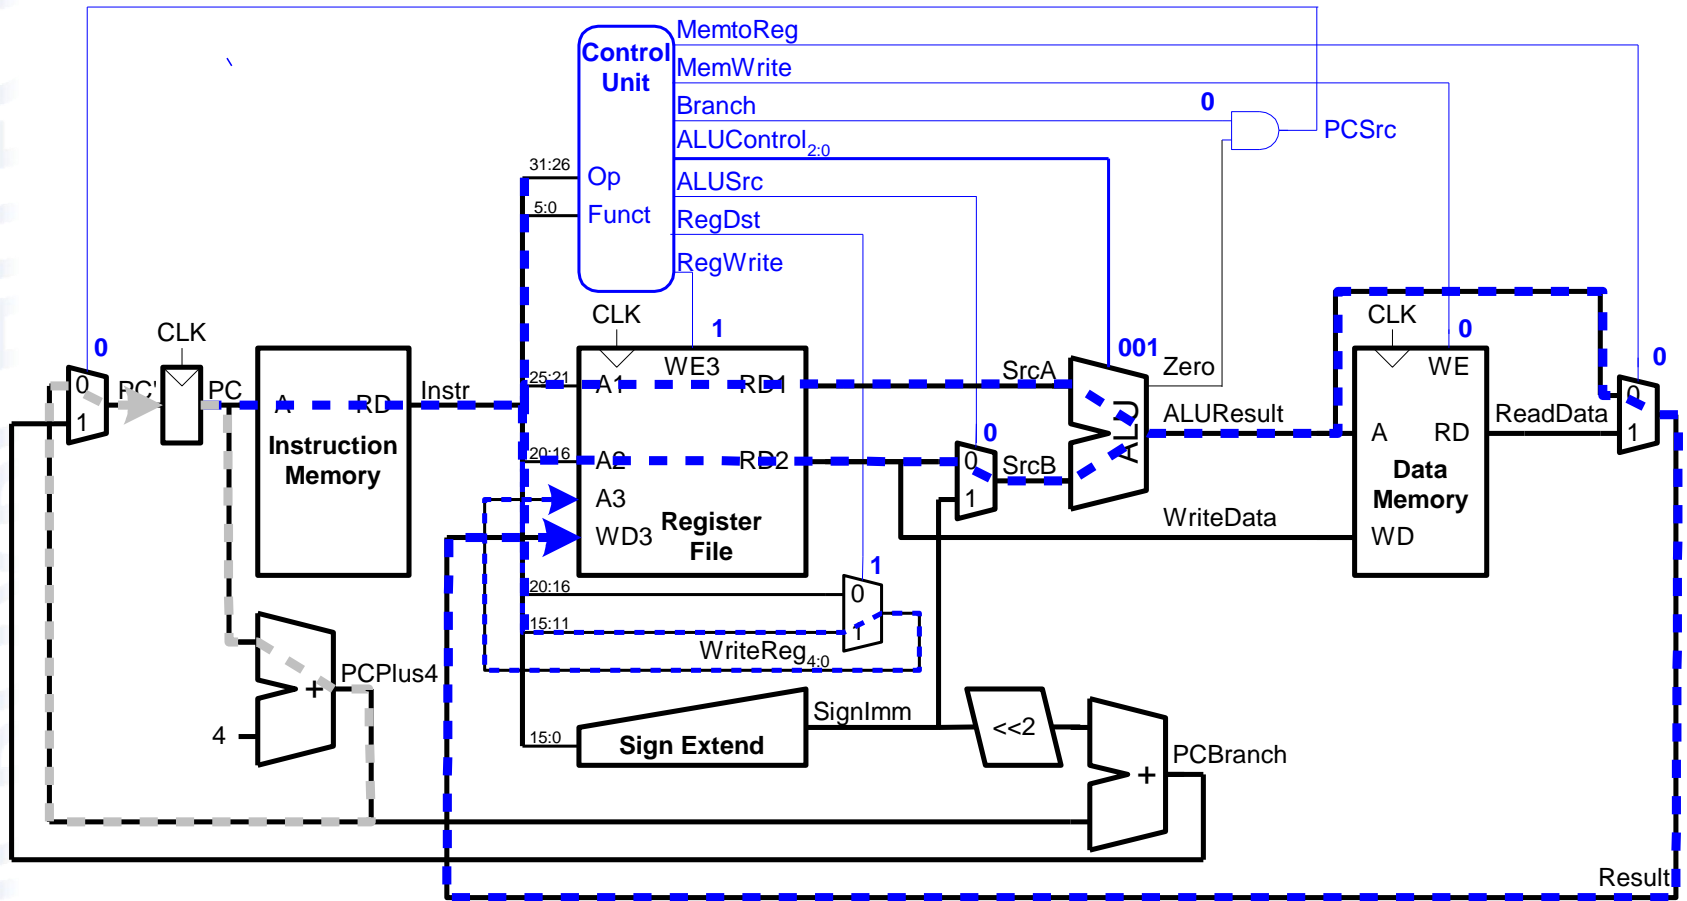 MemtoReg
Control
Unit
MemWrite
Branch
0
ALUControl2:0
PCSrc
31:26
Op
ALUSrc
5:0
Funct
RegDst
RegWrite
CLK
CLK
CLK
0
1
001
0
0
WE3
WE
Zero
0
PC'
PC
A
RD
Instr
25:21
A1
RD1
SrcA
ALU
ALUResult
ReadData
0
1
Instruction
Memory
20:16
A2
RD2
0
0
SrcB
1
A
RD
1
Data
Memory
A3
Register
File
WD3
WriteData
WD
20:16
1
0
15:11
1
WriteReg4:0
PCPlus4
+
4
SignImm
15:0
Sign Extend
<<2
PCBranch
+
Result